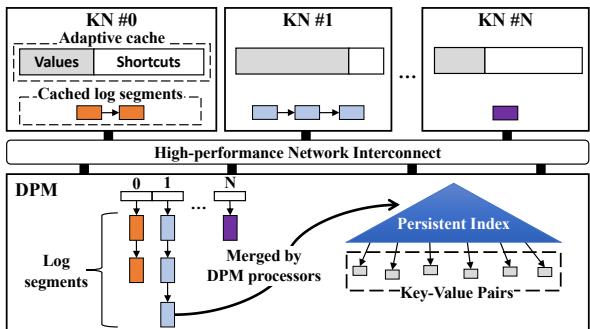 KN #0
KN #1
KN #N
Adaptive cache
Values
Shortcuts
Cached log segments
...
High-performance Network Interconnect
DPM
0
1
N
...
Log
segments
Merged by
DPM processors
Persistent Index
Key-Value Pairs